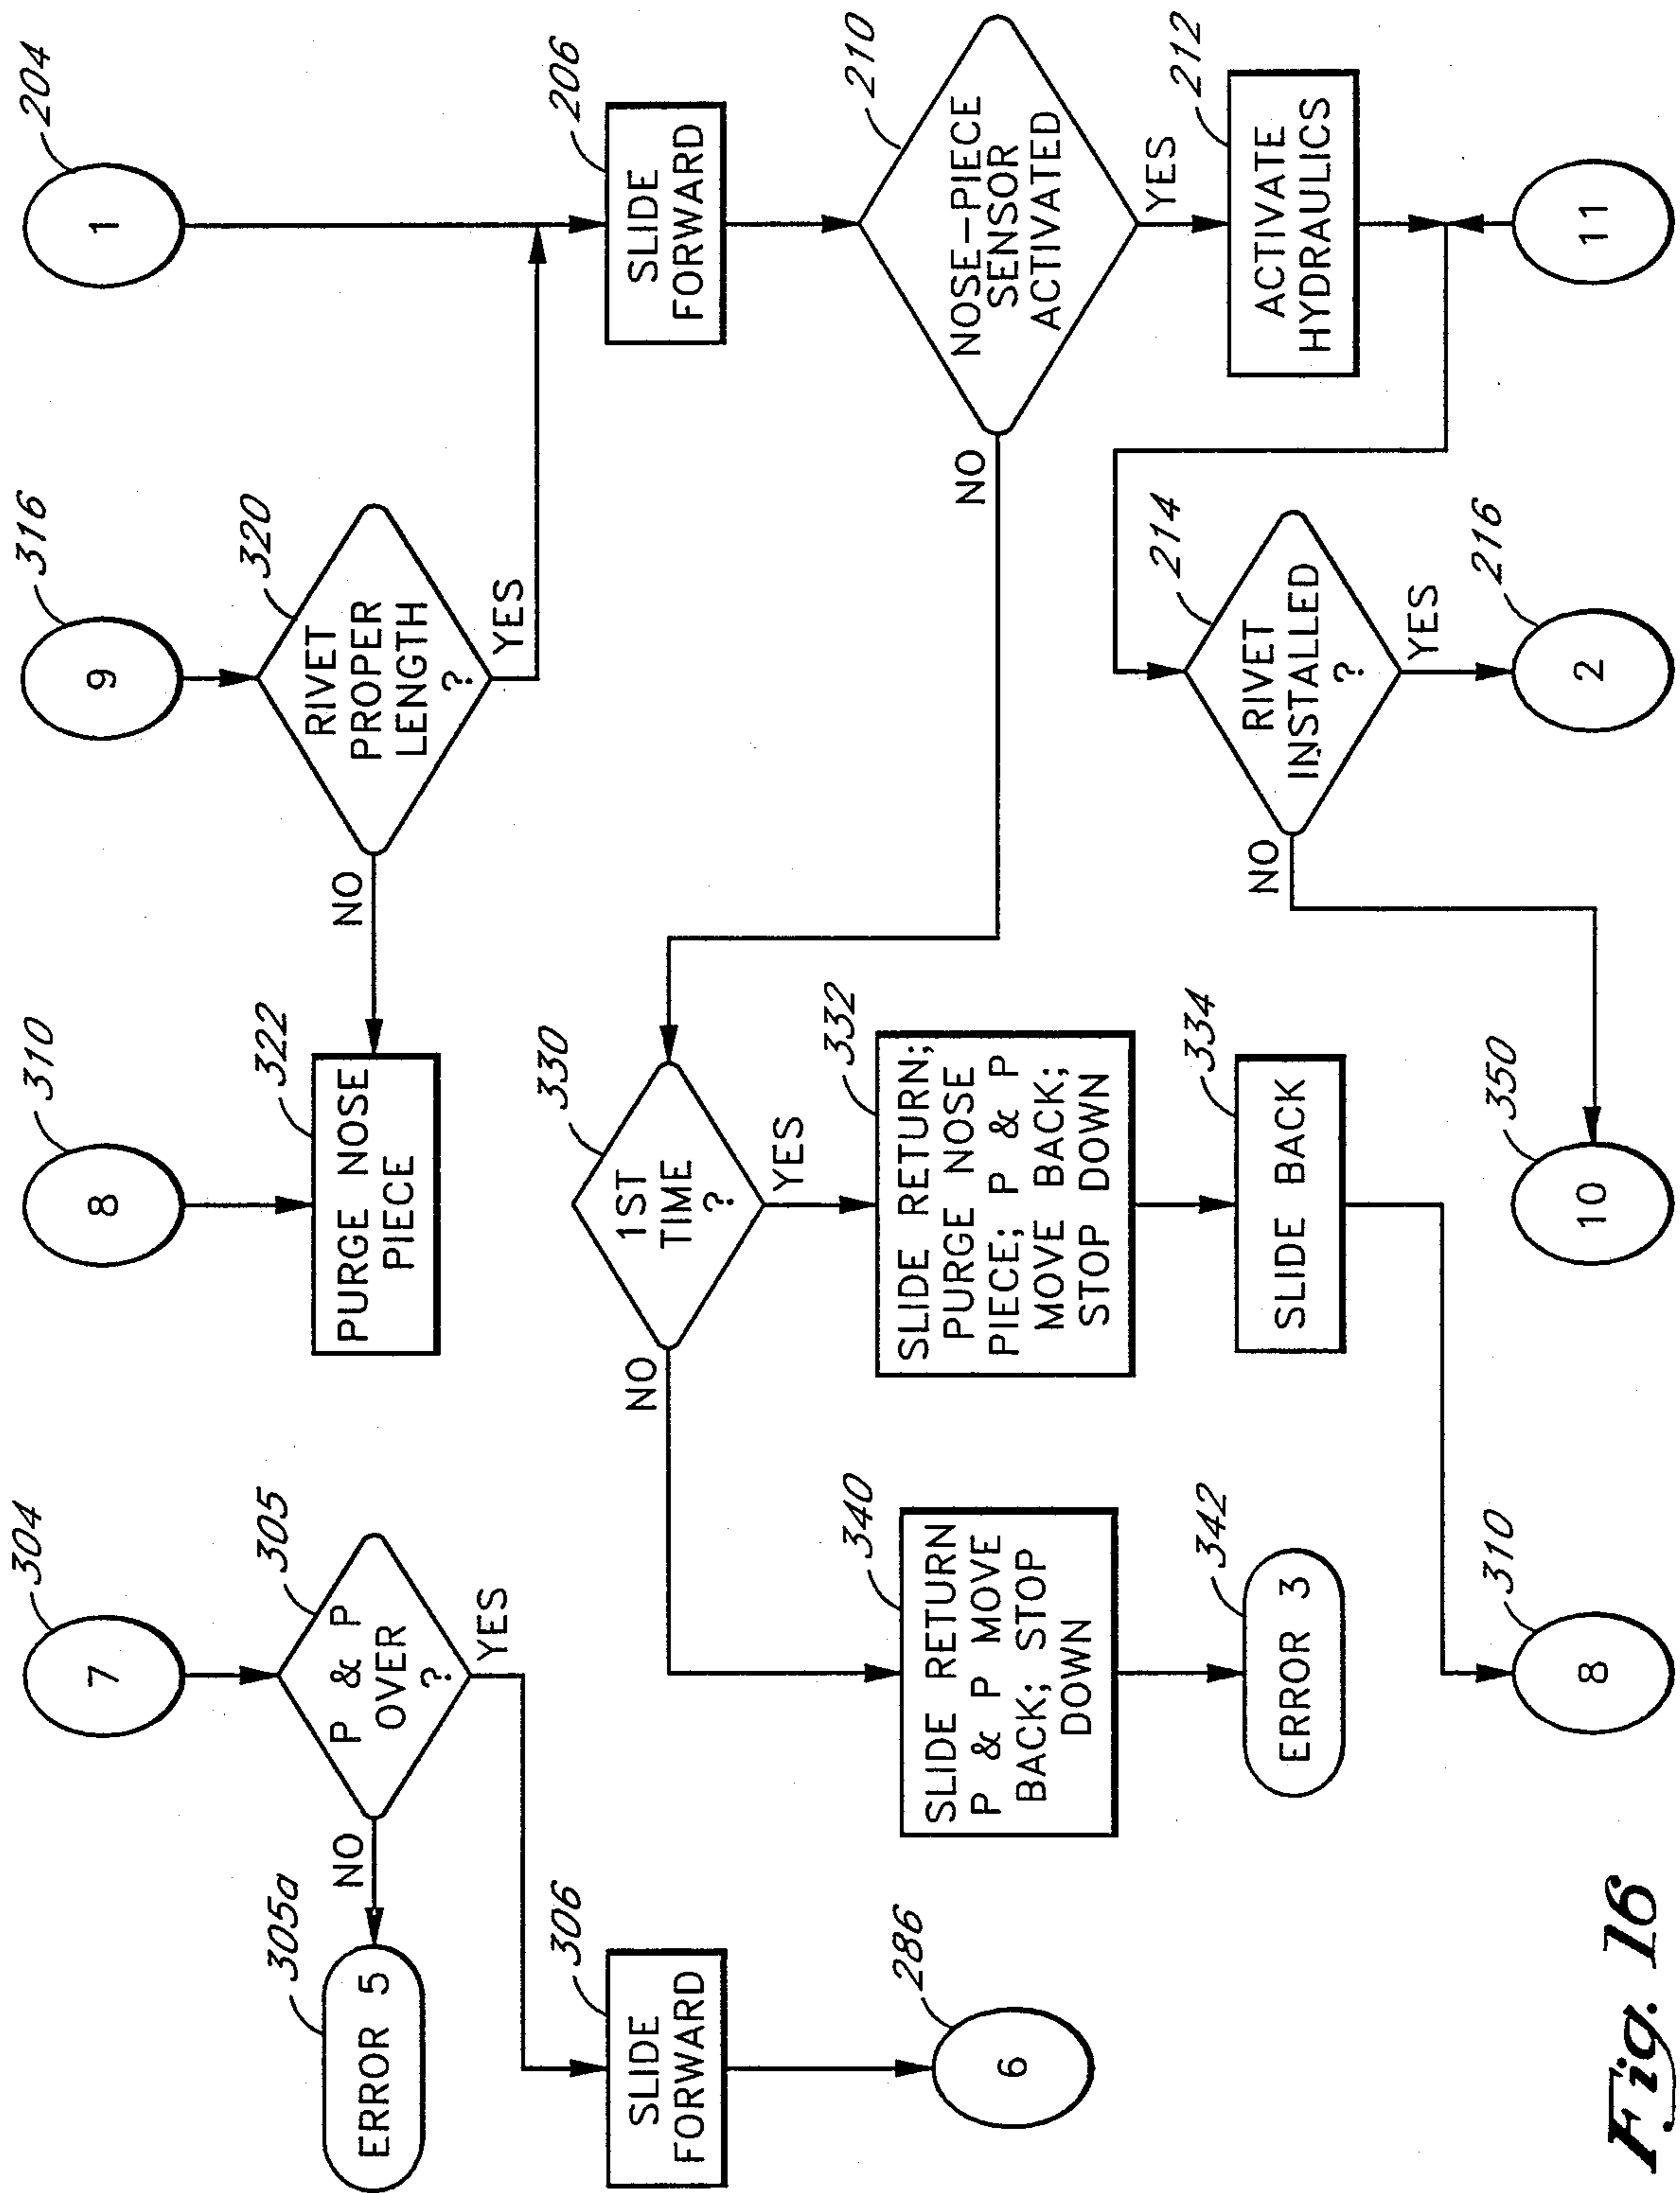 304
7
305
P & P
OVER
?
NO
YES
305a
ERROR 5
306
SLIDE
FORWARD
286
6
310
8
322
PURGE NOSE
PIECE
316
9
320
RIVET
PROPER
LENGTH
?
NO
YES
204
1
206
SLIDE
FORWARD
210
NOSE-PIECE
SENSOR
ACTIVATED
NO
YES
212
ACTIVATE
HYDRAULICS
11
330
1ST
TIME
?
NO
YES
340
SLIDE RETURN
P & P MOVE
BACK; STOP
DOWN
342
ERROR 3
332
SLIDE RETURN;
PURGE NOSE
PIECE; P & P
MOVE BACK;
STOP DOWN
334
SLIDE BACK
310
8
214
RIVET
INSTALLED
?
NO
YES
350
10
216
2
Fig. 16